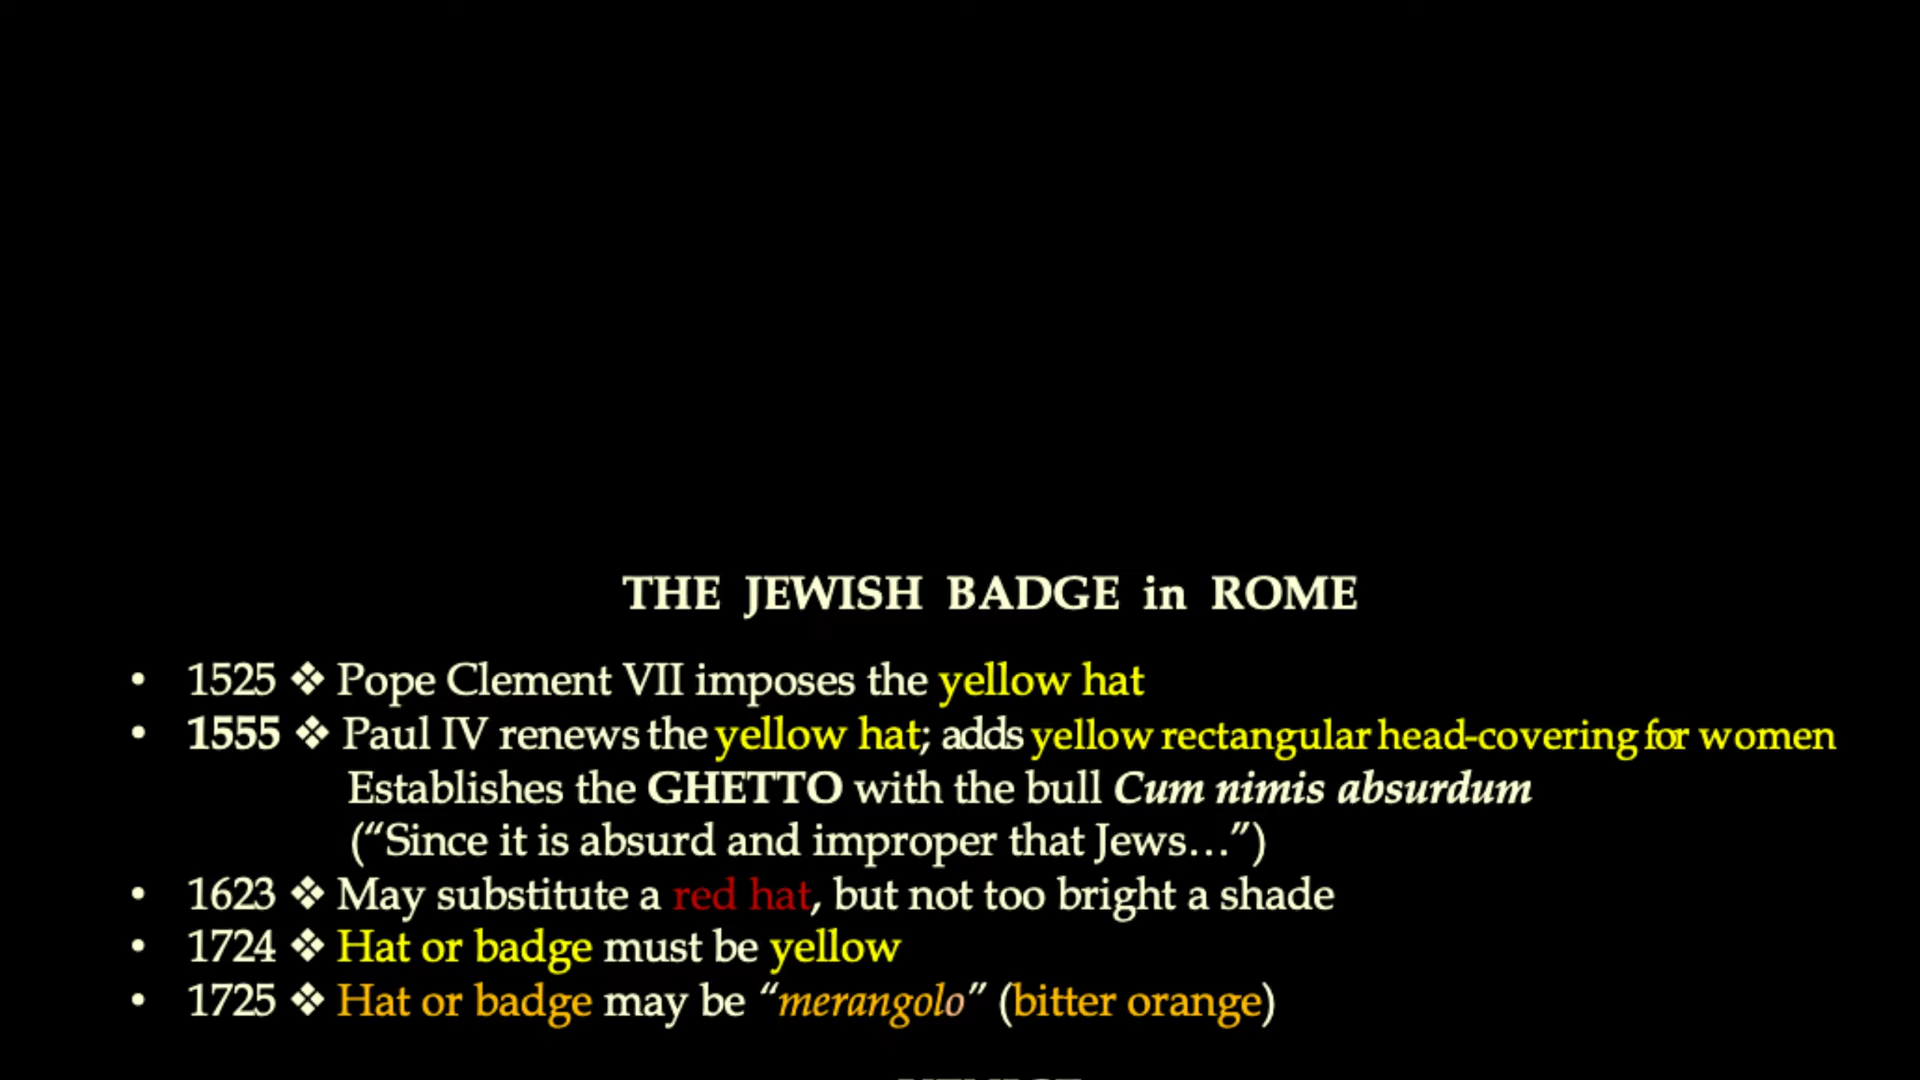 THE JEWISH BADGE in ROME
• 1525 ❖ Pope Clement VII imposes the yellow hat
• 1555 ❖ Paul IV renews the yellow hat; adds yellow rectangular head-covering for women
Establishes the GHETTO with the bull Cum nimis absurdum
(“Since it is absurd and improper that Jews…”)
• 1623 ❖ May substitute a red hat, but not too bright a shade
• 1724 ❖ Hat or badge must be yellow
• 1725 ❖ Hat or badge may be “merangolo” (bitter orange)